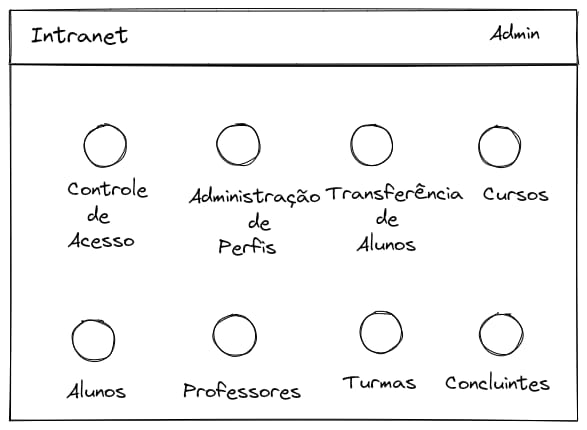 Intranet
Admin
Controle
de
Acesso
Administração
de
Perfis
Transferência
de
Alunos
Cursos
Alunos
Professores
Turmas
Concluintes